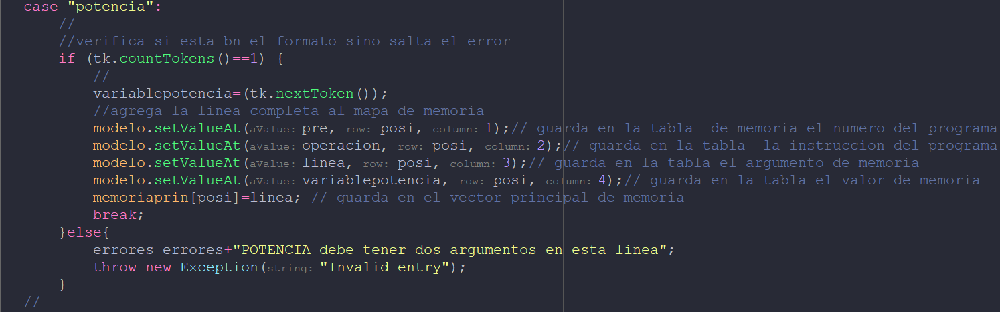 case "potencia":
//
//verifica si esta bn el formato sino salta el error
if (tk.countTokens()==1) {
//
variablepotencia=(tk.nextToken());
//agrega la linea completa al mapa de memoria
modelo.setValueAt(aValue: pre, row: posi, column: 1);// guarda en la tabla  de memoria el numero del programa
modelo.setValueAt(aValue: operacion, row: posi, column: 2);// guarda en la tabla  la instruccion del programa
modelo.setValueAt(aValue: linea, row: posi, column: 3);// guarda en la tabla el argumento de memoria
modelo.setValueAt(aValue: variablepotencia, row: posi, column: 4);// guarda en la tabla el valor de memoria
memoriaprin[posi]=linea; // guarda en el vector principal de memoria
break;
}else{
errores=errores+"POTENCIA debe tener dos argumentos en esta linea";
throw new Exception(string: "Invalid entry");
}
//